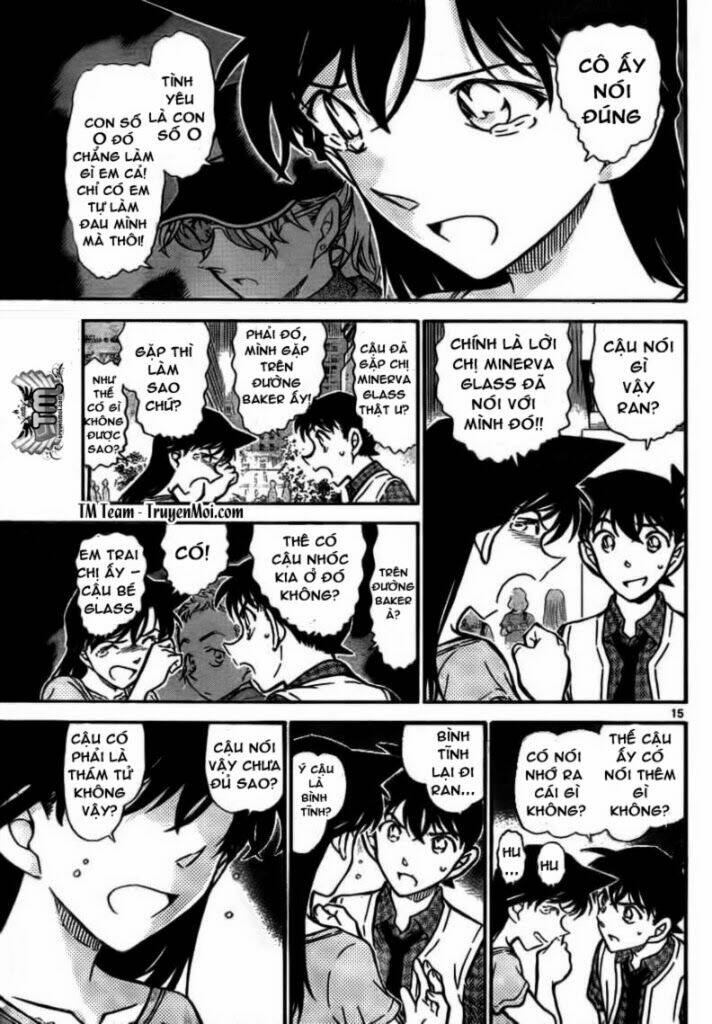 CÔ ẤY
NÓI
ĐÚNG
TÌNH
YÊU
LÀ CON
SỐ 0
CON SỐ
0 ĐÓ
CHẲNG LÀM
GÌ EM CẢ!
CHỈ CÓ EM
TỰ LÀM
ĐAU MÌNH
MÀ THÔI!
CẬU NÓI
GÌ
VẬY
RAN?
CHÍNH LÀ LỜI
CHỊ MINERVA
GLASS ĐÃ
NÓI VỚI
MÌNH ĐÓ!!
CẬU ĐÃ
GẶP CHỊ
MINERVA
GLASS
THẬT Ư?
PHẢI ĐÓ,
MÌNH GẶP
TRÊN
ĐƯỜNG
BAKER ẤY!
GẶP THÌ
LÀM
SAO
CHỨ?
NHƯ
THẾ
CÓ GÌ
KHÔNG
ĐƯỢC
SAO?
TM
TM Team - TruyenMoi.com
TRÊN
ĐƯỜNG
BAKER
À?
THẾ CÓ
CẬU NHÓC
KIA Ở ĐÓ
KHÔNG?
CÓ!
EM TRAI
CHỊ ẤY –
CẬU BÉ
GLASS
15
THẾ CẬU
ẤY CÓ
NÓI THÊM
GÌ
KHÔNG?
CÓ NÓI
NHỚ RA
CÁI GÌ
KHÔNG?
HU
HU
...
BÌNH
TĨNH
LẠI ĐI
RAN...
Ý CẬU
LÀ
BÌNH
TĨNH?
CẬU NÓI
VẬY CHƯA
ĐỦ SAO?
CẬU CÓ
PHẢI LÀ
THÁM TỬ
KHÔNG
VẬY?